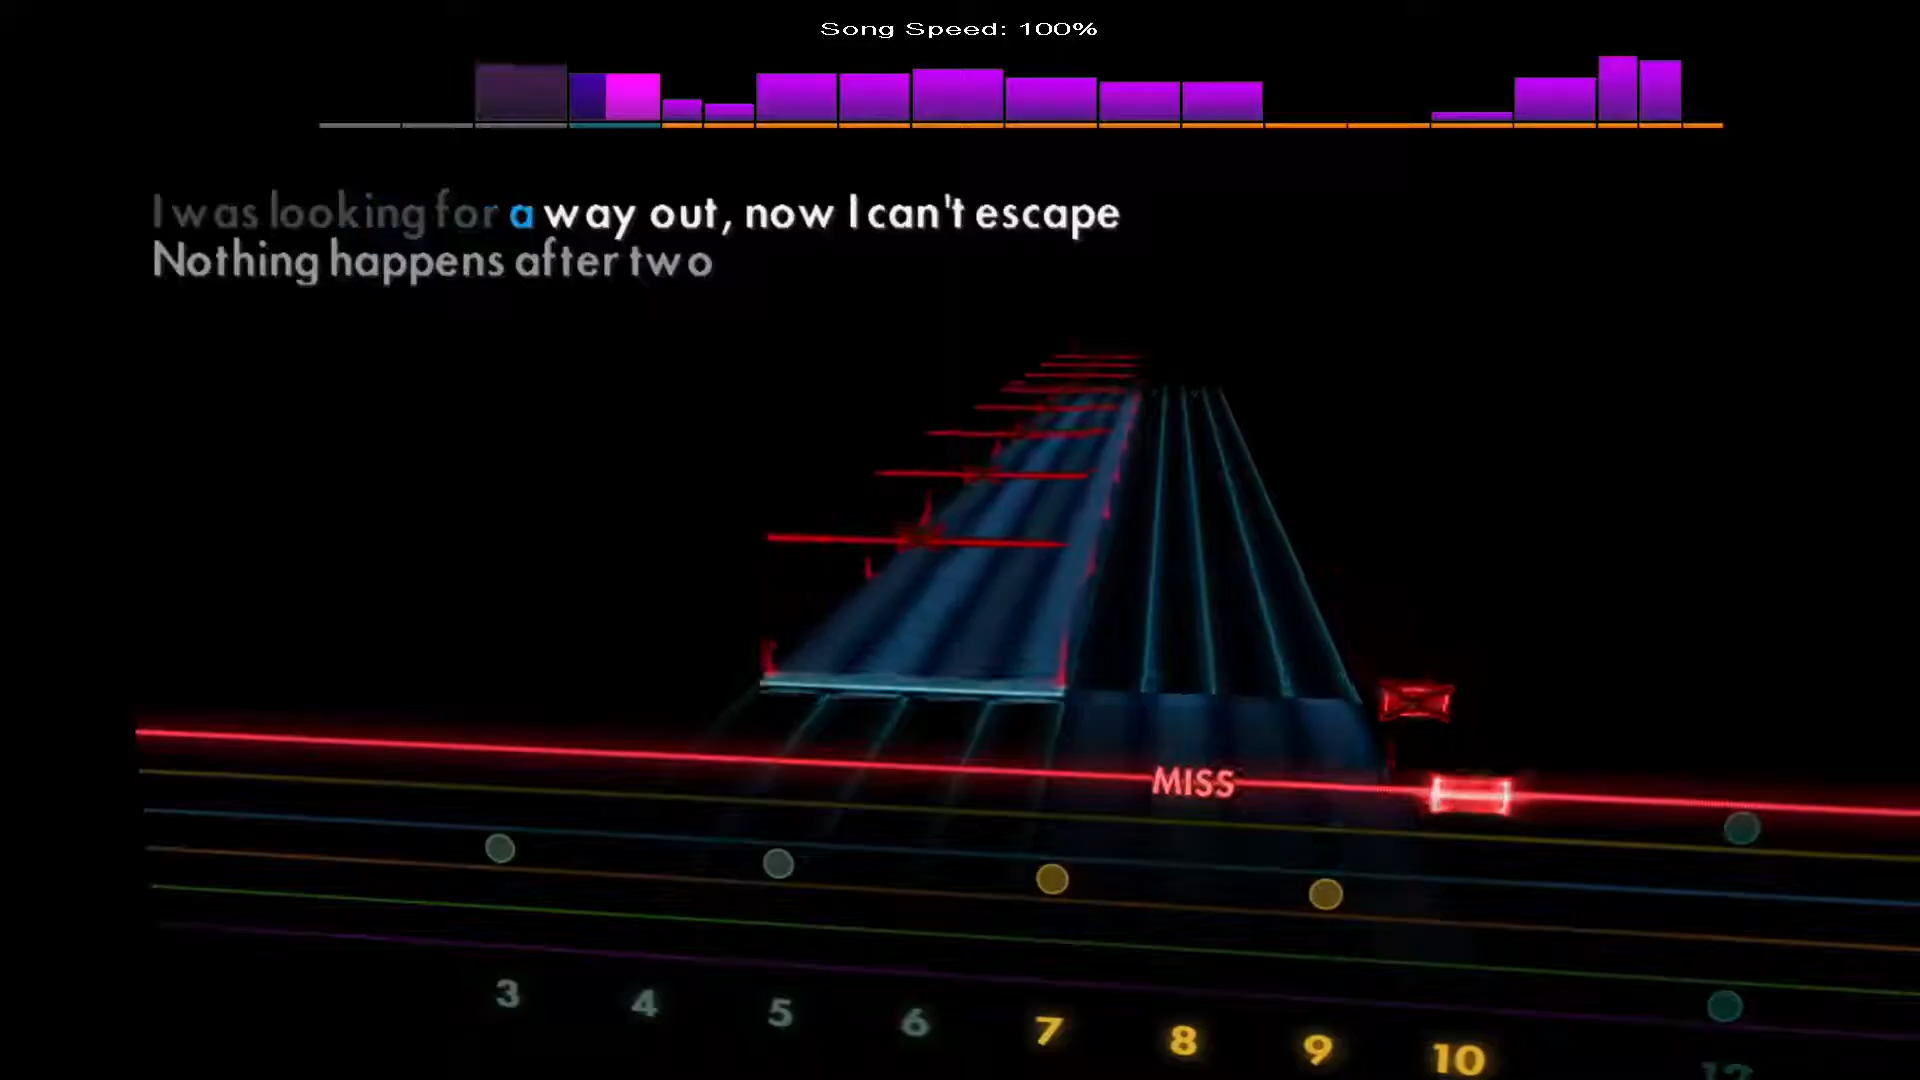 Song Speed: 100%
I was looking for a way out, now I can't escape
Nothing happens after two
MISS
3 4 5 6 7 8 9 10 12